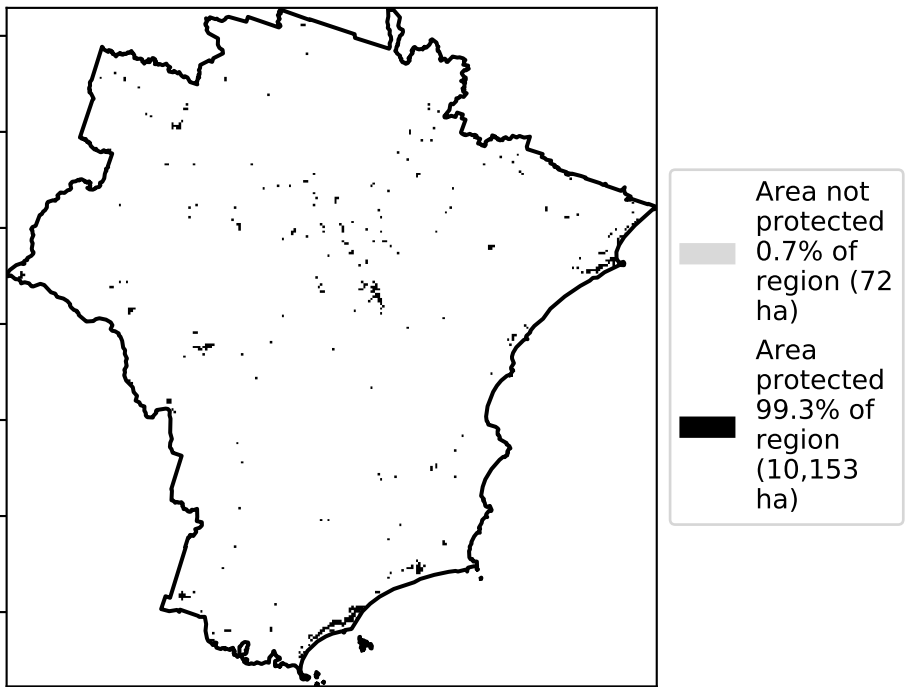 Area not
protected
0.7% of
region (72
ha)
Area
protected
99.3% of
region
(10,153
ha)